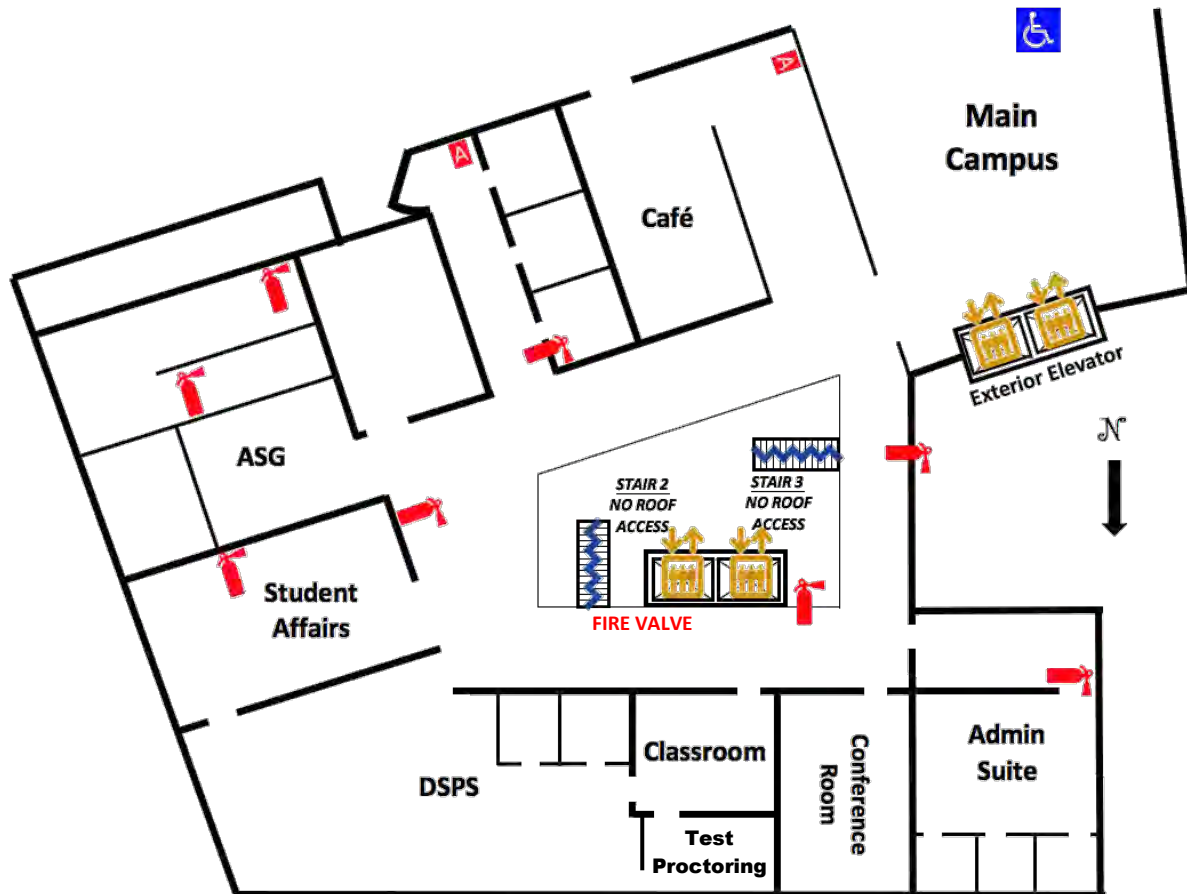 A
Main
Campus
A
Café
Exterior Elevator
N
ASG
STAIR 2
NO ROOF
ACCESS
STAIR 3
NO ROOF
ACCESS
Student
Affairs
FIRE VALVE
Classroom
Conference
Room
Admin
Suite
DSPS
Test
Proctoring